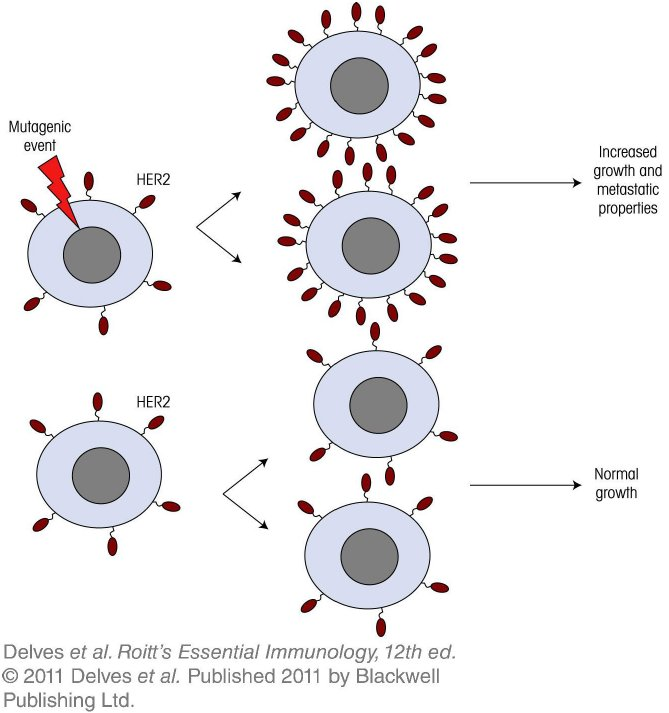 Mutagenic
event
HER2
Increased
growth and
metastatic
properties
HER2
Normal
growth
Delves et al. Roitt's Essential Immunology, 12th ed.
© 2011 Delves et al. Published 2011 by Blackwell
Publishing Ltd.